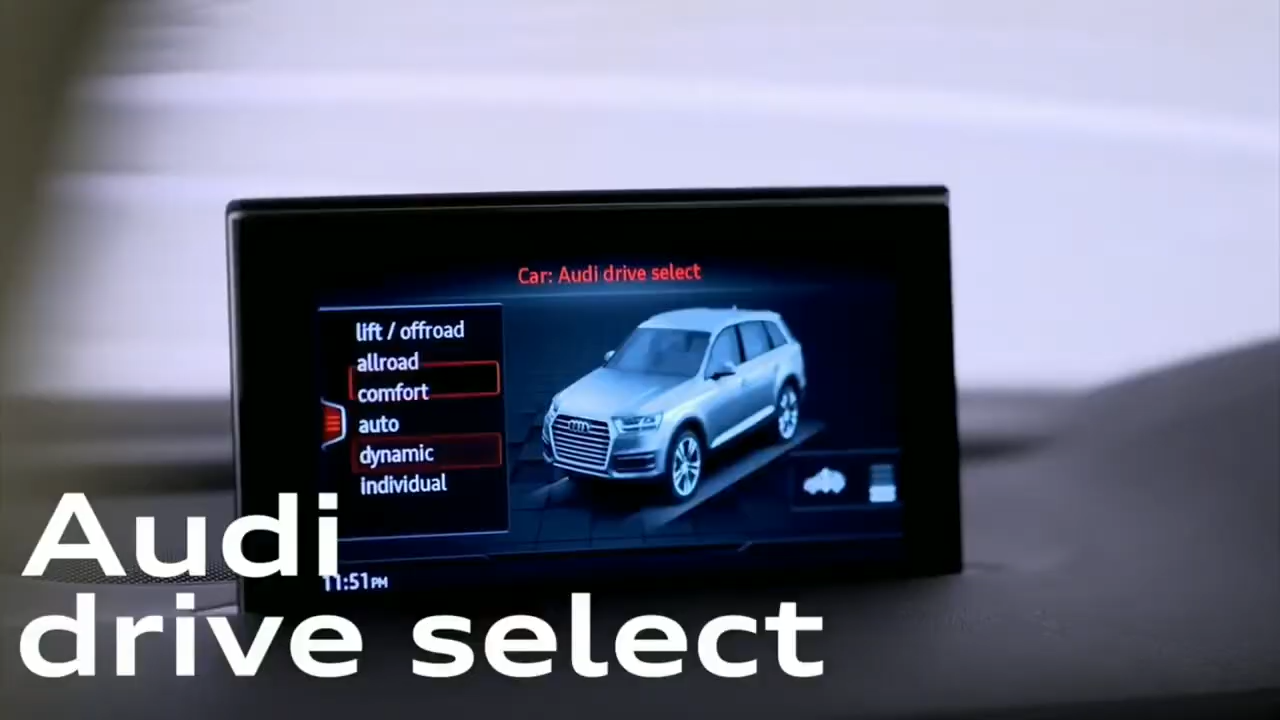 Car: Audi drive select
lift / offroad
allroad
comfort
auto
dynamic
individual
11:51 PM
Audi
drive select